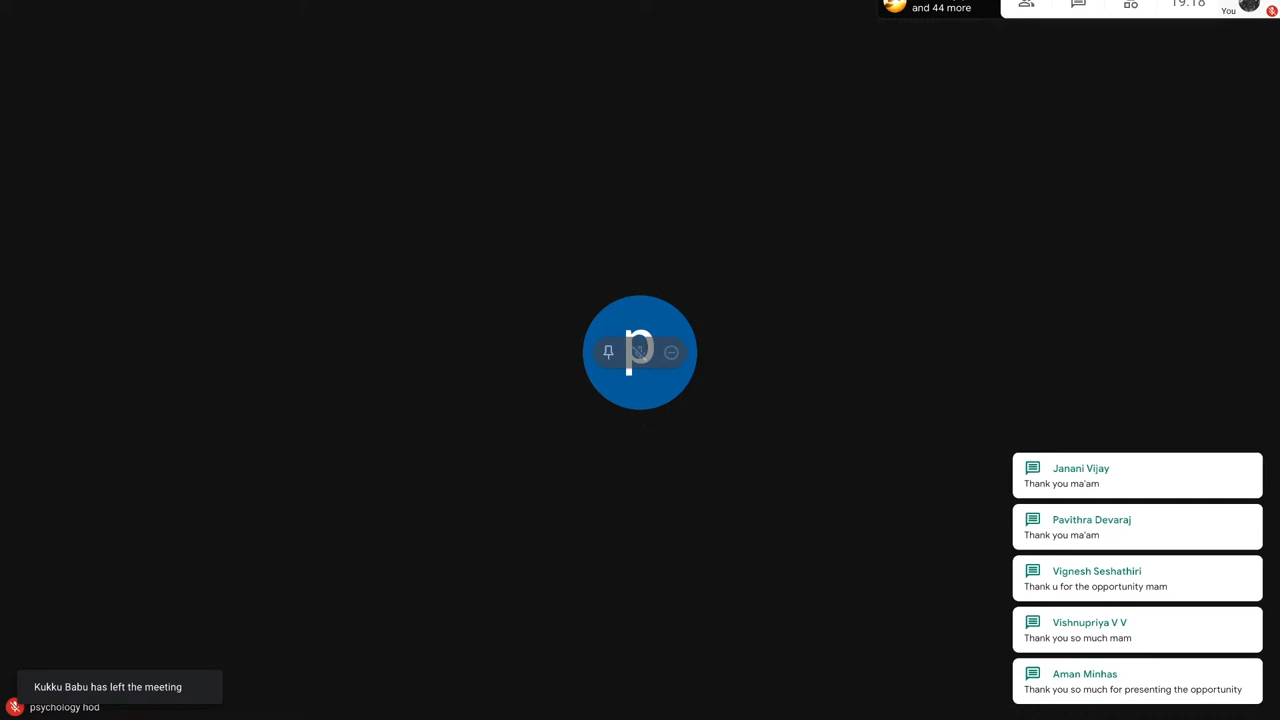 and 44 more
19:18
You
p
Janani Vijay
Thank you ma'am
Pavithra Devaraj
Thank you ma'am
Vignesh Seshathiri
Thank u for the opportunity mam
Vishnupriya V V
Thank you so much mam
Aman Minhas
Thank you so much for presenting the opportunity
Kukku Babu has left the meeting
psychology hod